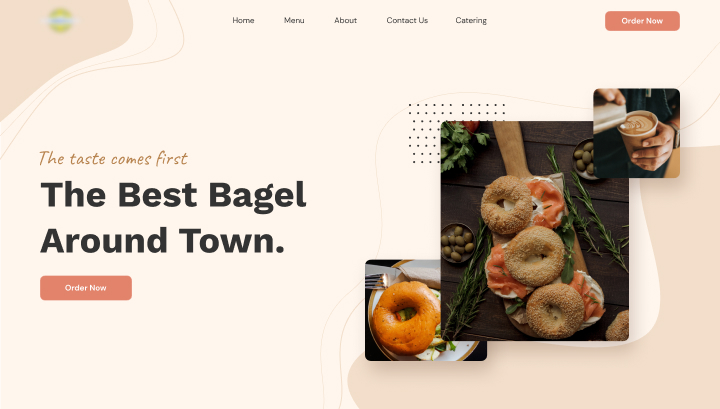 Home Menu About Contact Us Catering Order Now
The taste comes first
The Best Bagel
Around Town.
Order Now